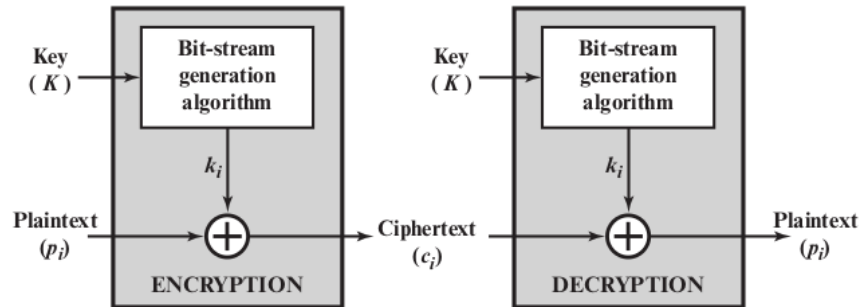 Key
(K)
Bit-stream
generation
algorithm
k_i
Plaintext
(p_i)
ENCRYPTION
Ciphertext
(c_i)
Key
(K)
Bit-stream
generation
algorithm
k_i
DECRYPTION
Plaintext
(p_i)